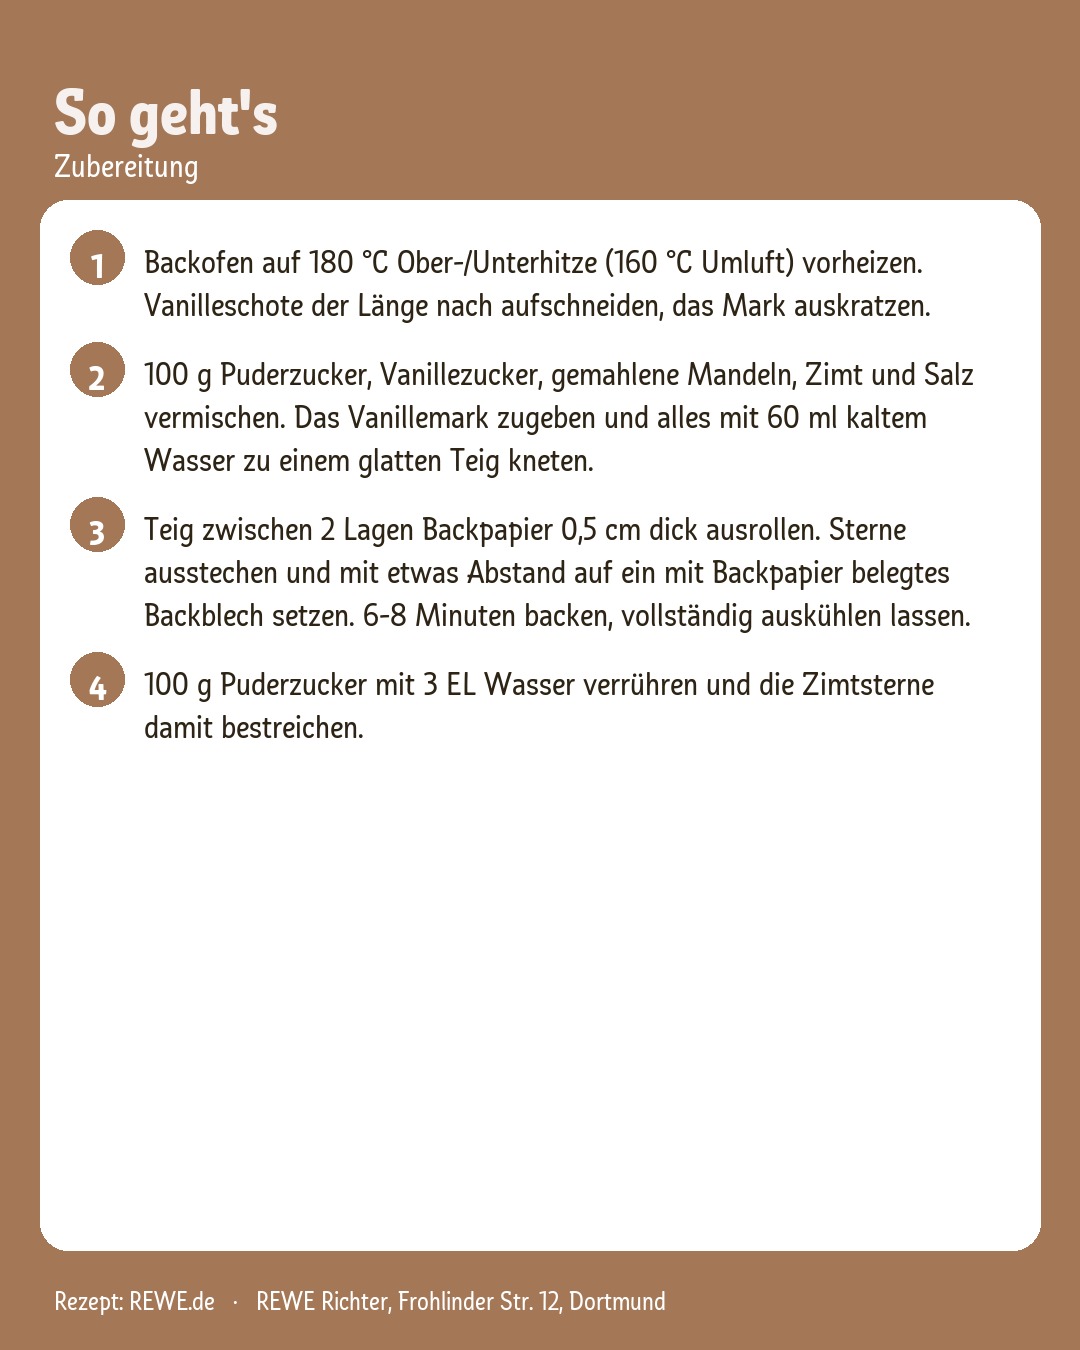 So geht's
Zubereitung
1 Backofen auf 180 °C Ober-/Unterhitze (160 °C Umluft) vorheizen.
Vanilleschote der Länge nach aufschneiden, das Mark auskratzen.
2 100 g Puderzucker, Vanillezucker, gemahlene Mandeln, Zimt und Salz
vermischen. Das Vanillemark zugeben und alles mit 60 ml kaltem
Wasser zu einem glatten Teig kneten.
3 Teig zwischen 2 Lagen Backpapier 0,5 cm dick ausrollen. Sterne
ausstechen und mit etwas Abstand auf ein mit Backpapier belegtes
Backblech setzen. 6-8 Minuten backen, vollständig auskühlen lassen.
4 100 g Puderzucker mit 3 EL Wasser verrühren und die Zimtsterne
damit bestreichen.
Rezept: REWE.de · REWE Richter, Frohlinder Str. 12, Dortmund